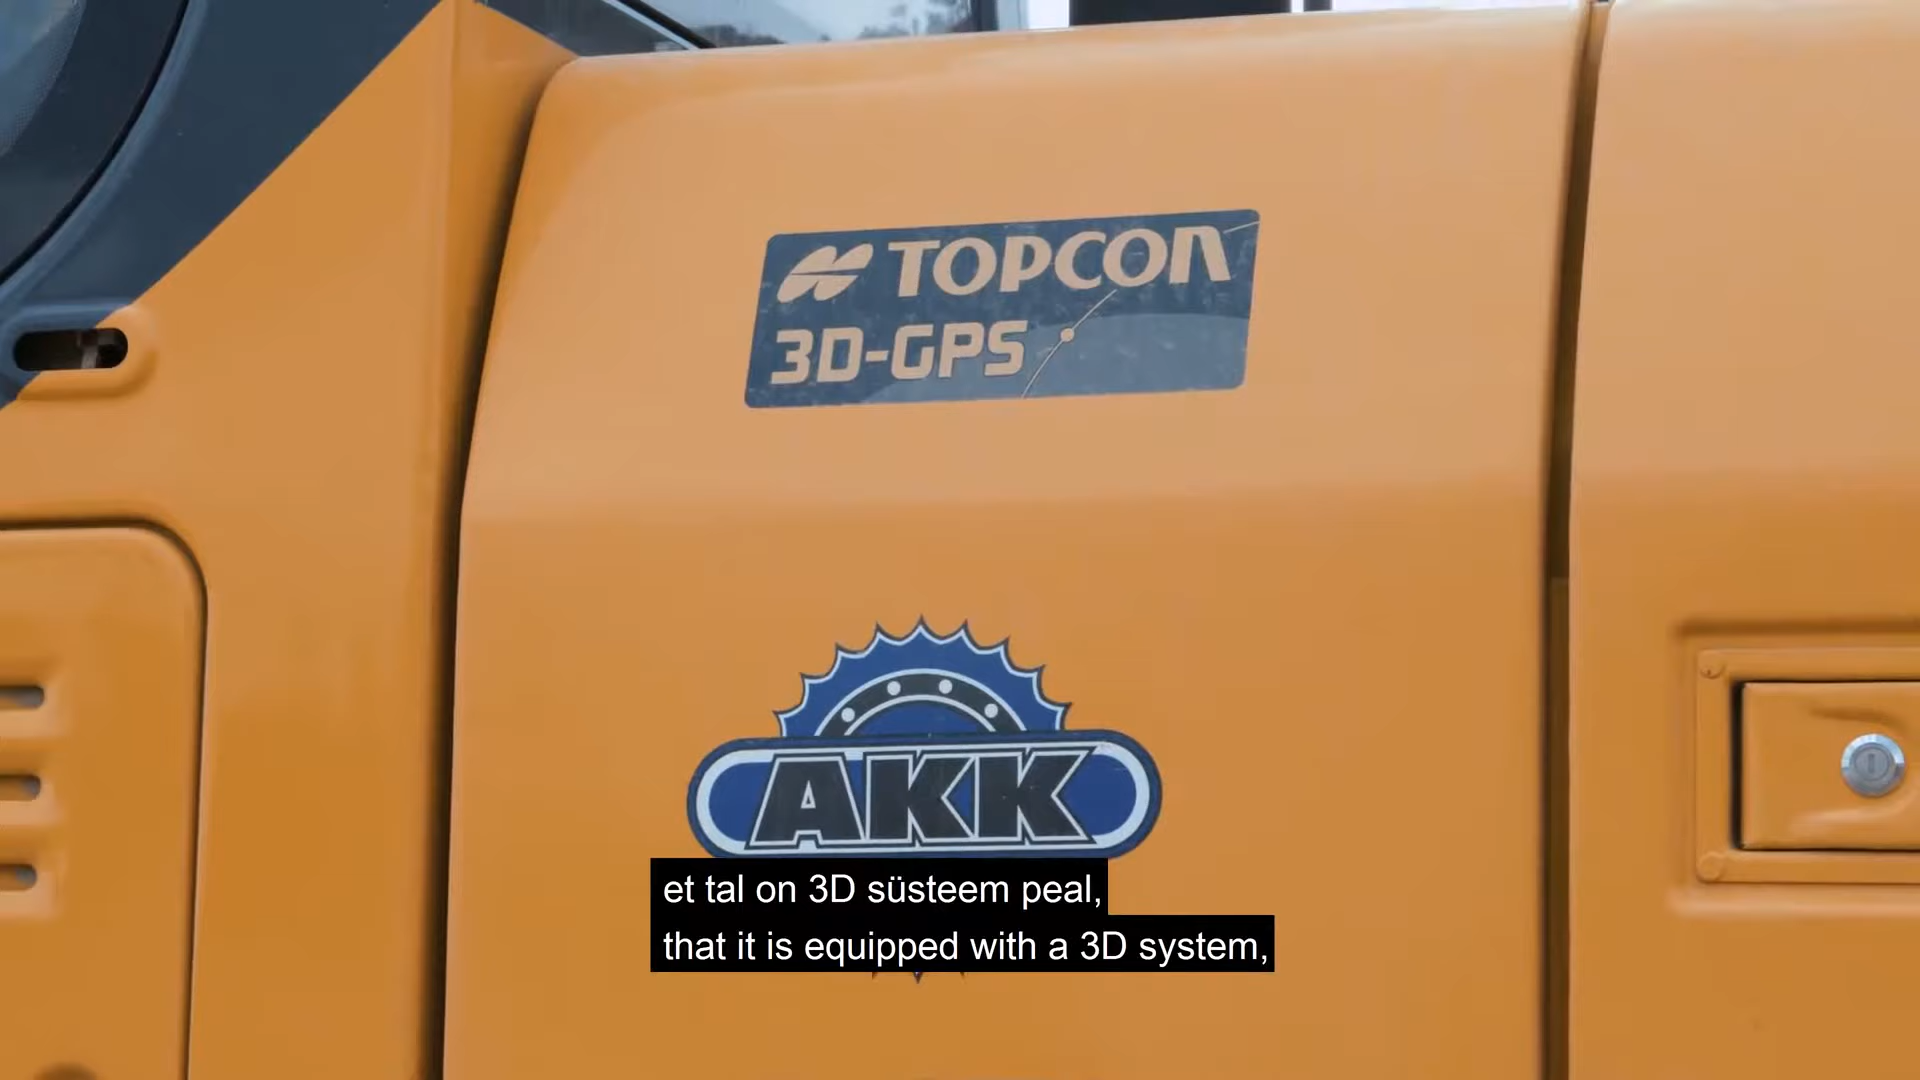 TOPCON
3D-GPS
AKK
et tal on 3D süsteem peal,
that it is equipped with a 3D system,